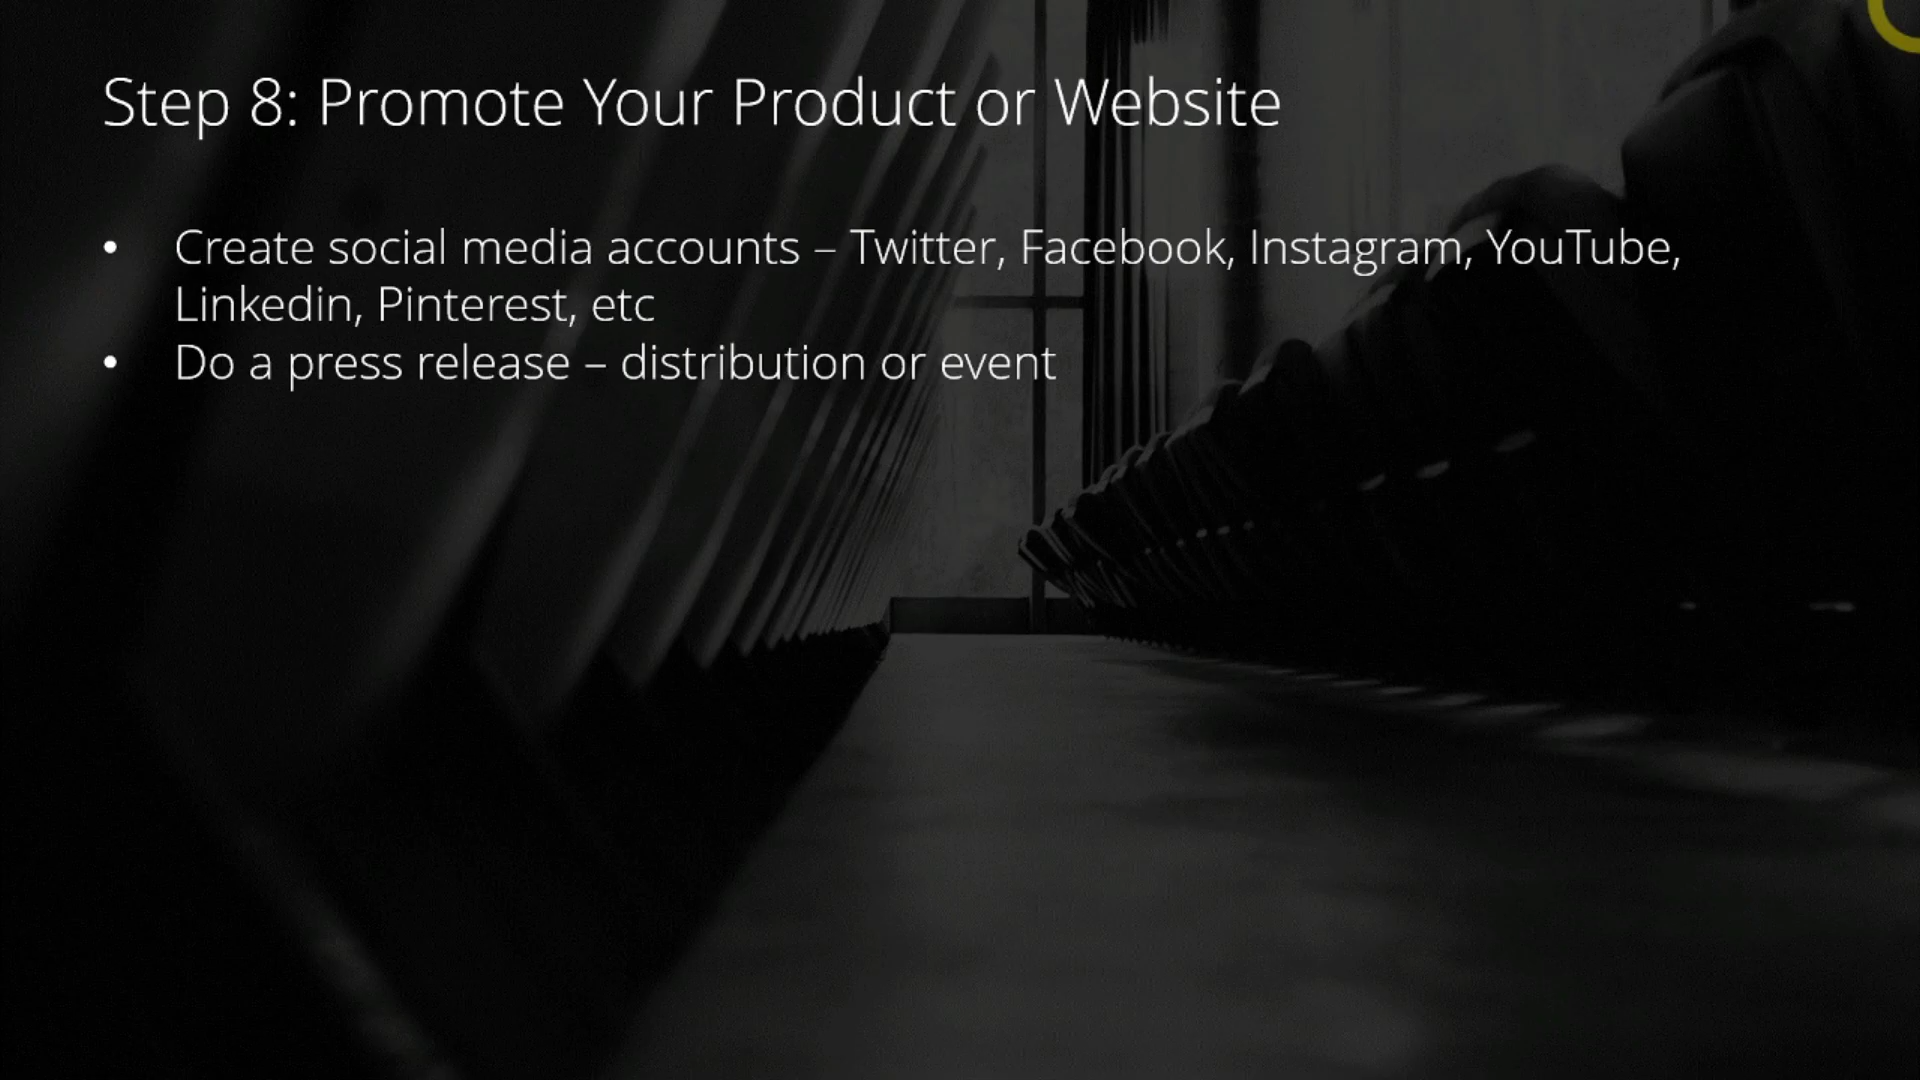 Step 8: Promote Your Product or Website
• Create social media accounts – Twitter, Facebook, Instagram, YouTube,
Linkedin, Pinterest, etc
• Do a press release – distribution or event